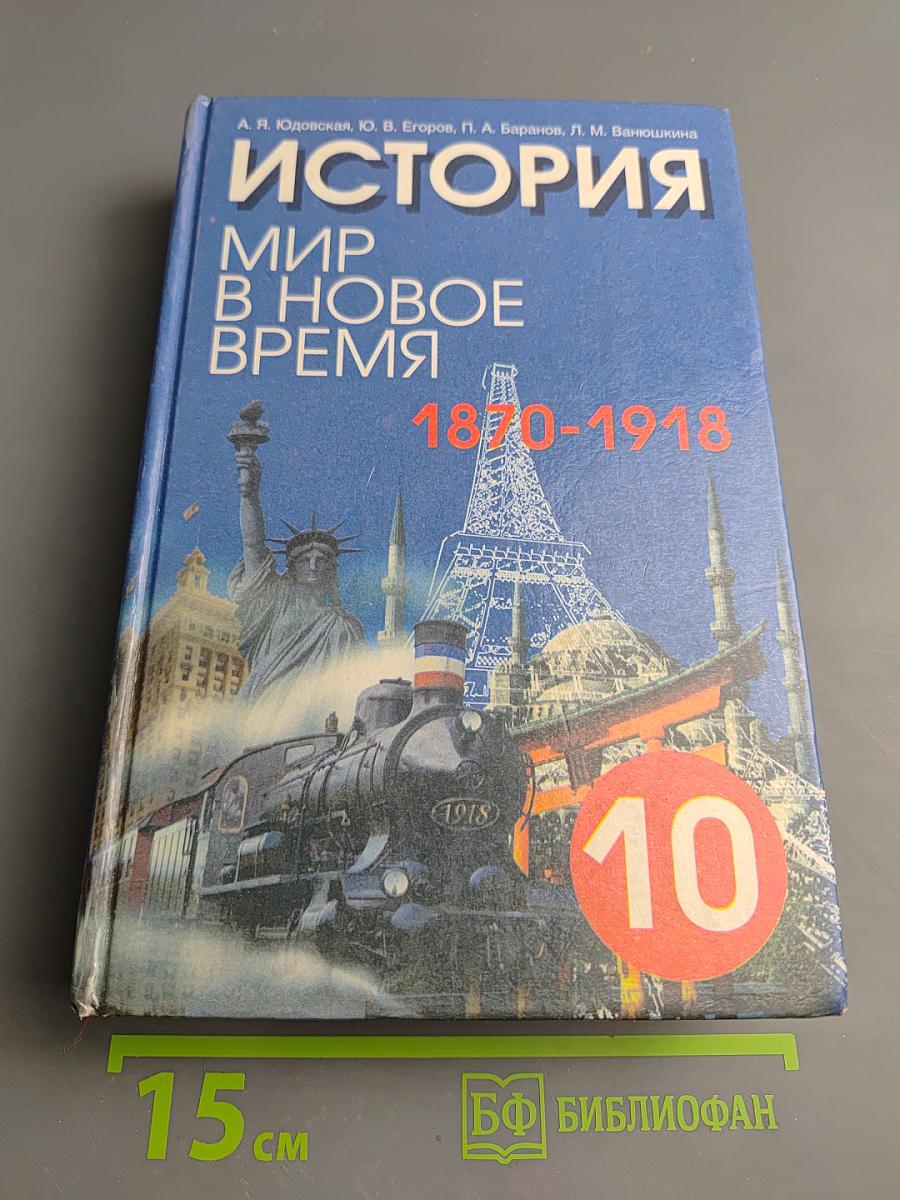 А. Я. Юдовская, Ю. В. Егоров, П. А. Баранов, Л. М. Ванюшкина
ИСТОРИЯ
МИР
В НОВОЕ
ВРЕМЯ
1870-1918
1918
10
15 см
БФ БИБЛИОФАН